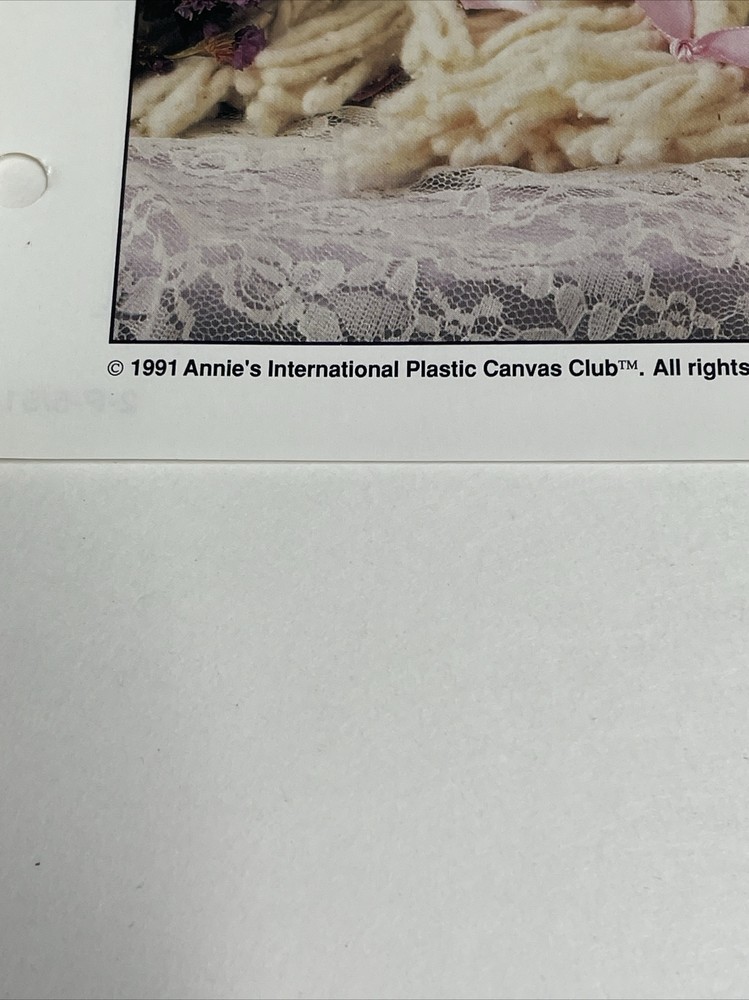 © 1991 Annie's International Plastic Canvas Club™. All rights